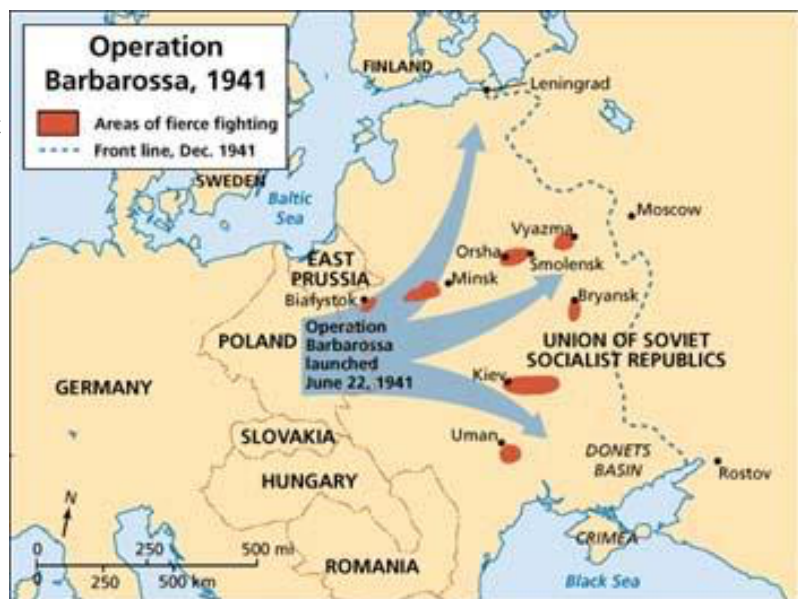 Operation
Barbarossa, 1941
Areas of fierce fighting
Front line, Dec. 1941
FINLAND
Leningrad
SWEDEN
Baltic
Sea
Moscow
Vyazma
Orsha
Smolensk
EAST
PRUSSIA
Minsk
Białystok
Bryansk
Operation
Barbarossa
launched
June 22, 1941
POLAND
UNION OF SOVIET
SOCIALIST REPUBLICS
GERMANY
Kiev
SLOVAKIA
Uman
DONETS
BASIN
HUNGARY
Rostov
N
0 250 500 mi
0 250 500 km
CRIMEA
ROMANIA
Black Sea